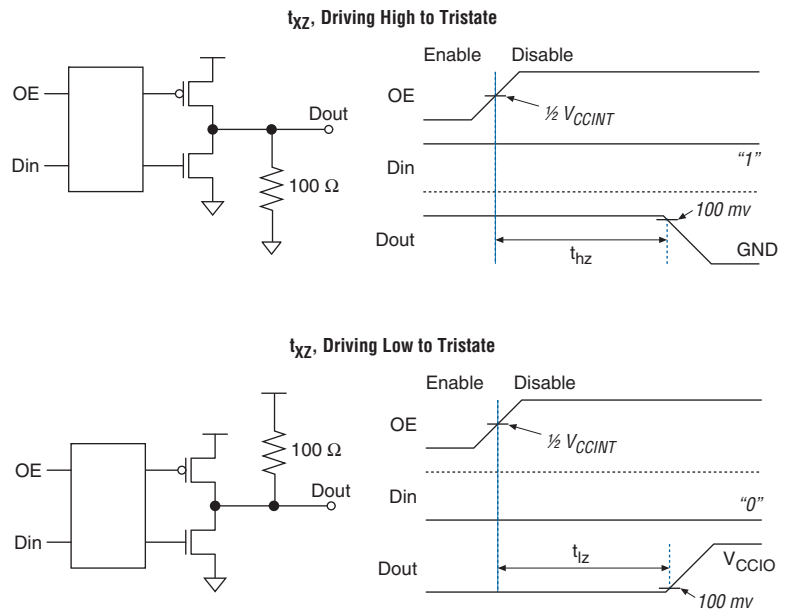 tXZ, Driving High to Tristate
Enable Disable
OE
½ VCCINT
OE
Dout
Din
100 Ω
Din
"1"
100 mv
Dout
thz
GND
tXZ, Driving Low to Tristate
Enable Disable
OE
½ VCCINT
100 Ω
OE
Dout
Din
Din
"0"
Dout
tlz
VCCIO
100 mv